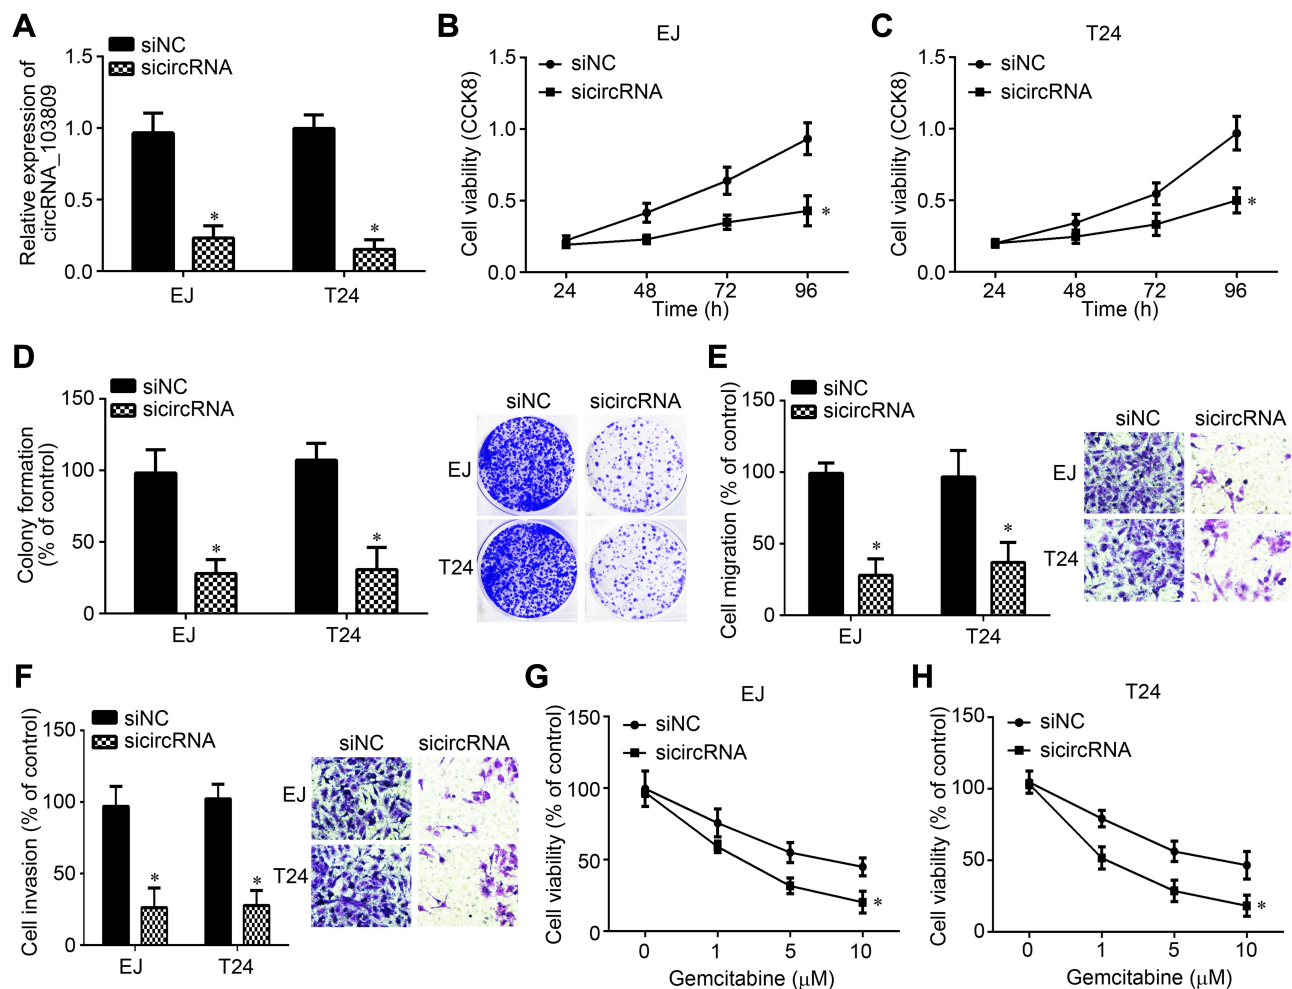 A
siNC
sicircRNA
Relative expression of
circRNA_103809
1.5
1.0
0.5
0.0
*
*
EJ
T24
B
EJ
siNC
sicircRNA
Cell viability (CCK8)
1.5
1.0
0.5
0.0
*
24
48
72
96
Time (h)
C
T24
siNC
sicircRNA
Cell viability (CCK8)
1.5
1.0
0.5
0.0
*
24
48
72
96
Time (h)
D
siNC
sicircRNA
Colony formation
(% of control)
150
100
50
0
*
*
EJ
T24
siNC
sicircRNA
EJ
T24
E
siNC
sicircRNA
Cell migration (% of control)
150
100
50
0
*
*
EJ
T24
siNC
sicircRNA
EJ
T24
F
siNC
sicircRNA
Cell invasion (% of control)
150
100
50
0
*
*
EJ
T24
siNC
sicircRNA
EJ
T24
G
EJ
siNC
sicircRNA
Cell viability (% of control)
150
100
50
0
*
0
1
5
10
Gemcitabine (μM)
H
T24
siNC
sicircRNA
Cell viability (% of control)
150
100
50
0
*
0
1
5
10
Gemcitabine (μM)